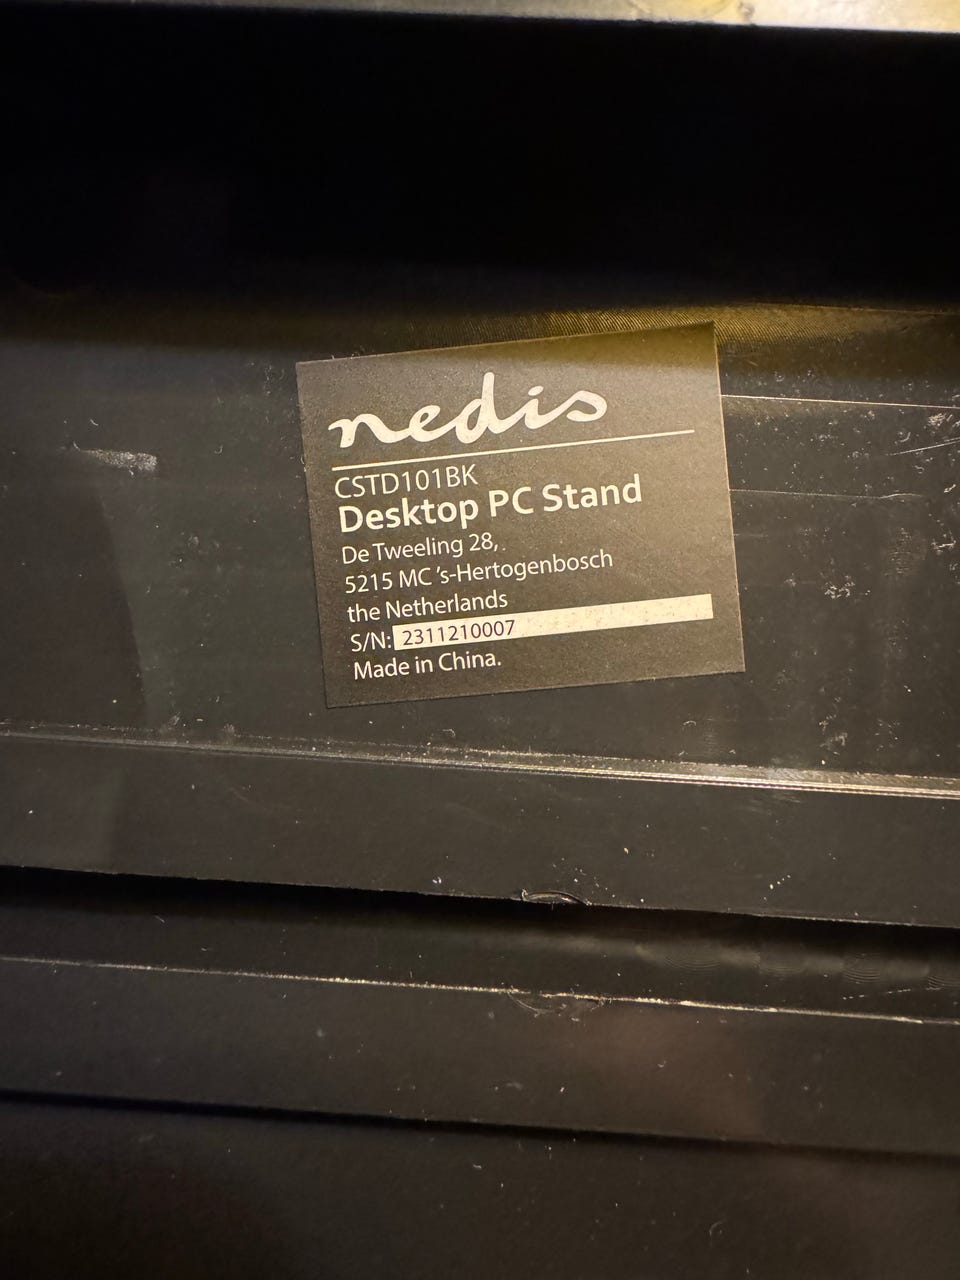 nedis
CSTD101BK
Desktop PC Stand
De Tweeling 28,.
5215 MC 's-Hertogenbosch
the Netherlands
S/N: 2311210007
Made in China.